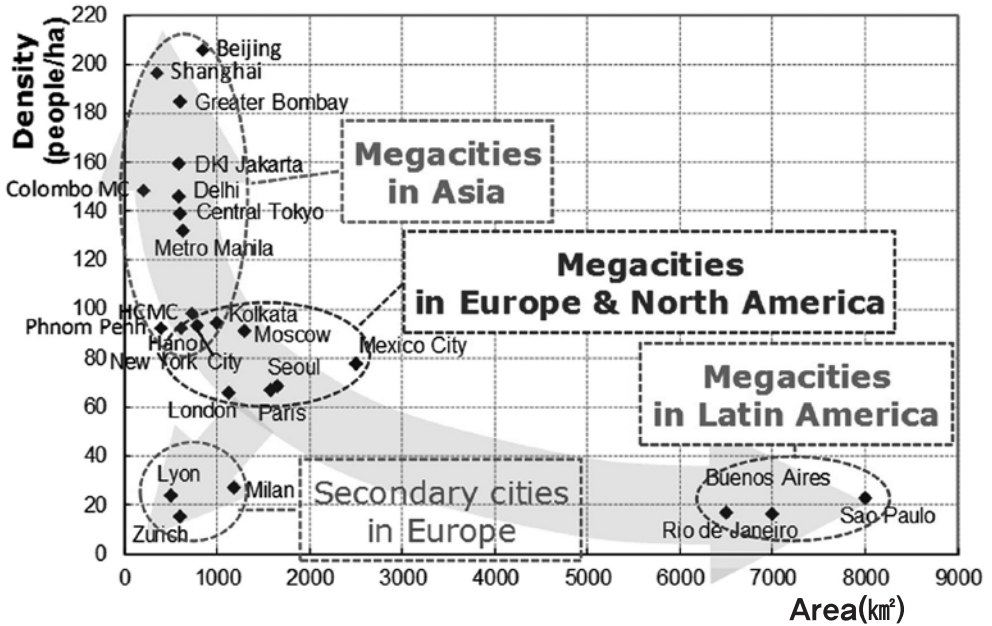 Density
(people/ha)
220
200
180
160
140
120
100
80
60
40
20
0
Beijing
Shanghai
Greater Bombay
DKI Jakarta
Colombo MC
Delhi
Central Tokyo
Metro Manila
Megacities
in Asia
Megacities
in Europe & North America
HCMC
Kolkata
Phnom Penh
Moscow
Hanoi
Mexico City
New York City
Seoul
London
Paris
Megacities
in Latin America
Lyon
Milan
Zurich
Secondary cities
in Europe
Buenos Aires
Rio de Janeiro
Sao Paulo
0 1000 2000 3000 4000 5000 6000 7000 8000 9000
Area(㎢)